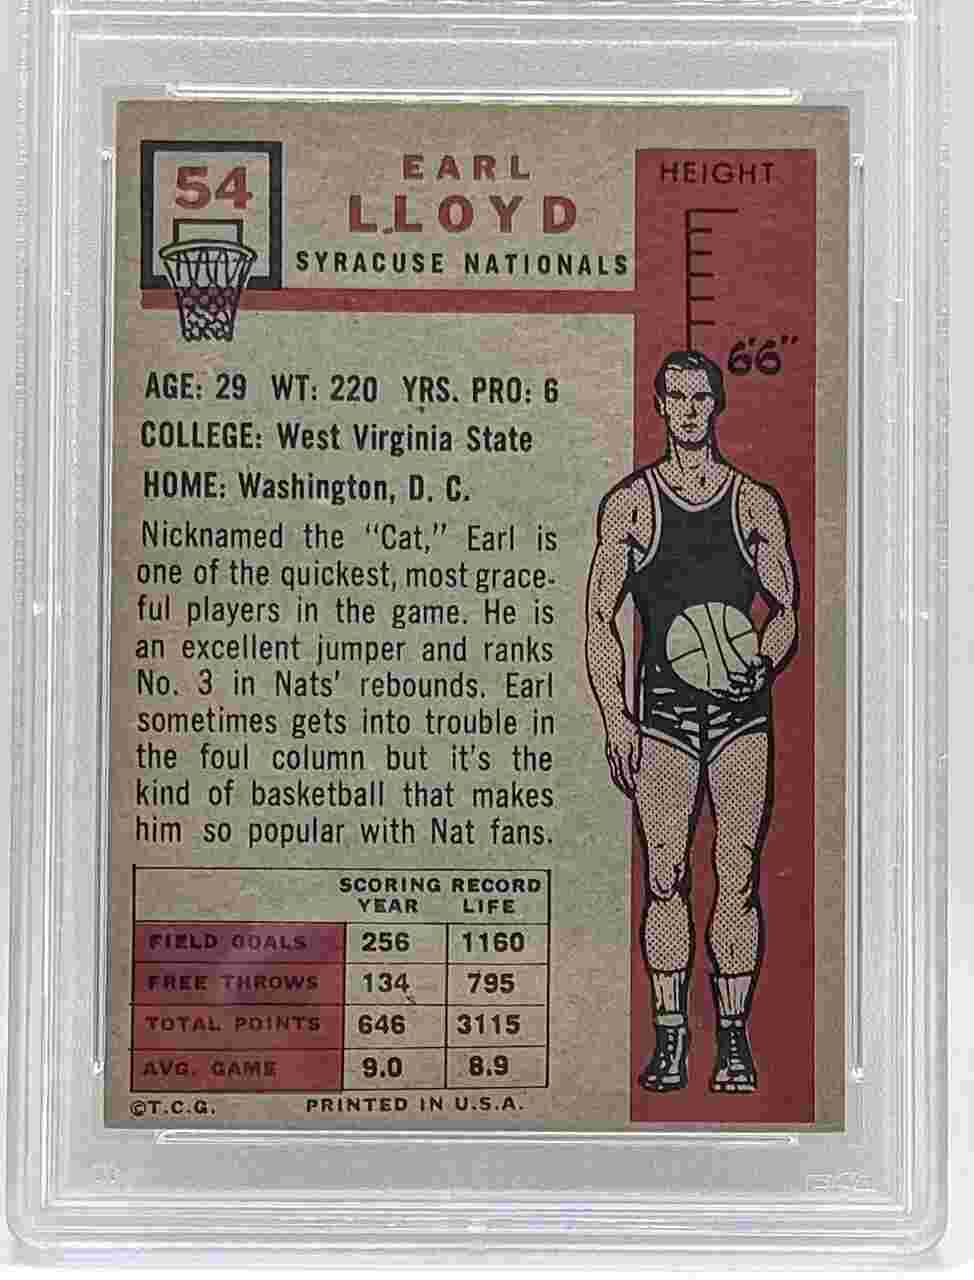 54
EARL
LLOYD
SYRACUSE NATIONALS
HEIGHT
6'6"
AGE: 29 WT: 220 YRS. PRO: 6
COLLEGE: West Virginia State
HOME: Washington, D. C.
Nicknamed the "Cat," Earl is
one of the quickest, most grace-
ful players in the game. He is
an excellent jumper and ranks
No. 3 in Nats' rebounds. Earl
sometimes gets into trouble in
the foul column but it's the
kind of basketball that makes
him so popular with Nat fans.
SCORING RECORD
YEAR LIFE
FIELD GOALS 256 1160
FREE THROWS 134 795
TOTAL POINTS 646 3115
AVG. GAME 9.0 8.9
©T.C.G. PRINTED IN U.S.A.